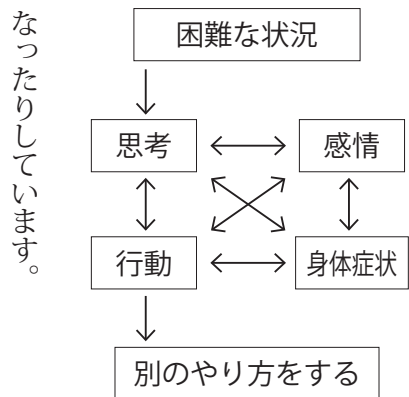 なったりしています。
困難な状況
思考
感情
行動
身体症状
別のやり方をする